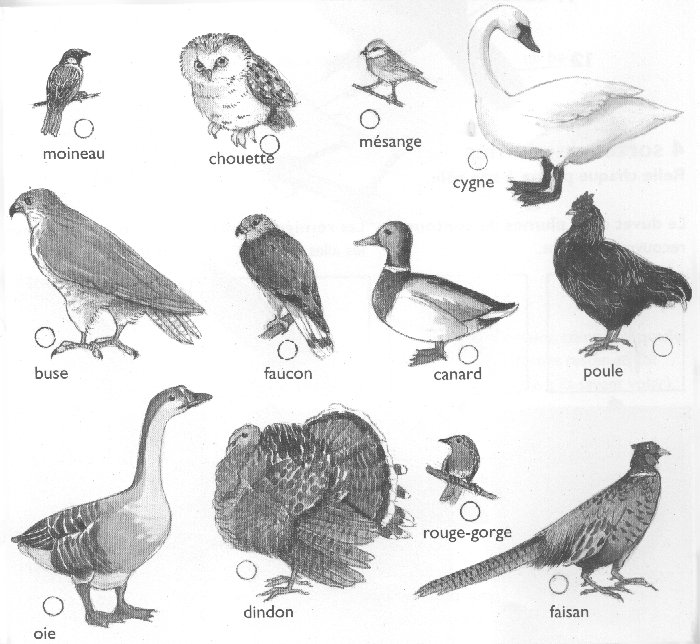 moineau
chouette
mésange
cygne
buse
faucon
canard
poule
oie
dindon
rouge-gorge
faisan